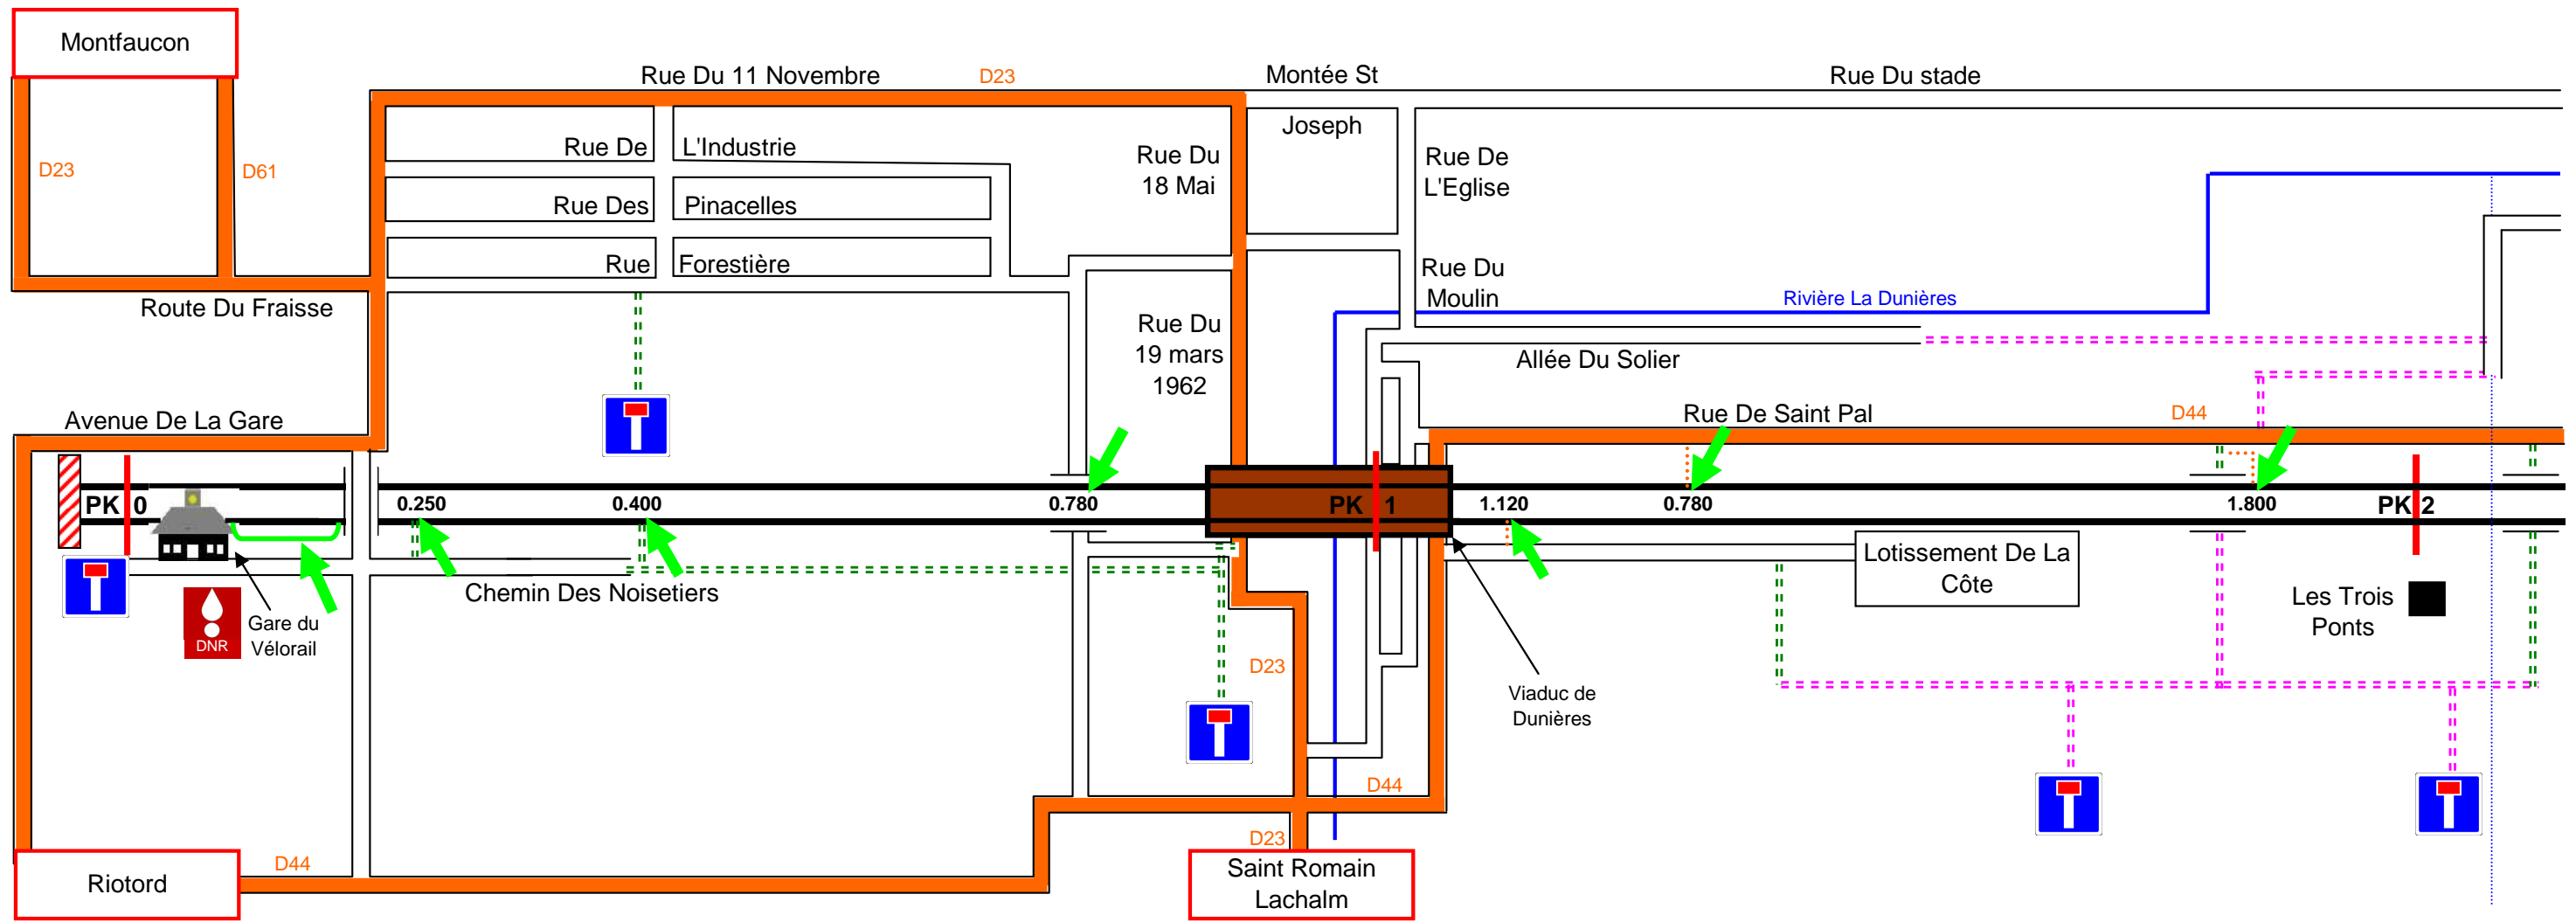 Montfaucon
Rue Du 11 Novembre
D23
Montée St
Joseph
Rue Du stade
D23
D61
Rue De L'Industrie
Rue Des Pinacelles
Rue Forestière
Rue Du
18 Mai
Rue De
L'Eglise
Rue Du
Moulin
Rivière La Dunières
Route Du Fraisse
Rue Du
19 mars
1962
Allée Du Solier
Avenue De La Gare
Rue De Saint Pal
D44
PK 0
0.250
0.400
0.780
PK 1
1.120
0.780
1.800
PK 2
Chemin Des Noisetiers
Lotissement De La
Côte
Les Trois
Ponts
DNR
Gare du
Vélorail
D23
Viaduc de
Dunières
D44
D23
D44
Riotord
Saint Romain
Lachalm